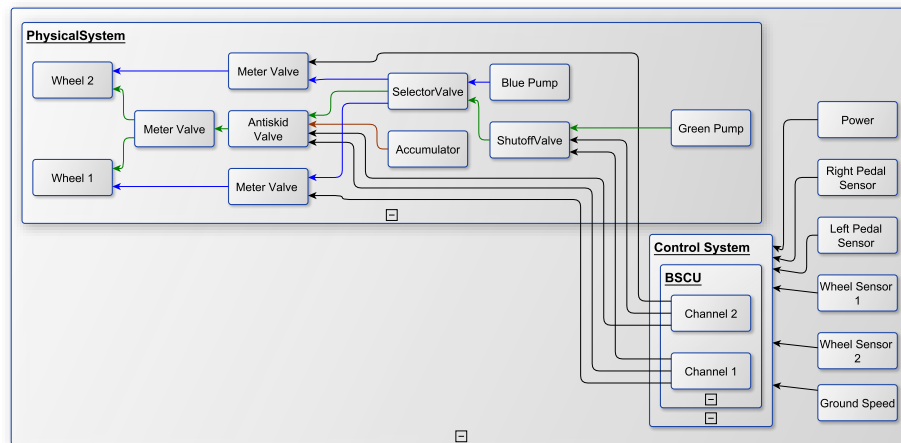 PhysicalSystem
Wheel 2
Meter Valve
SelectorValve
Blue Pump
Meter Valve
Antiskid
Valve
Accumulator
ShutoffValve
Green Pump
Wheel 1
Meter Valve
Power
Right Pedal
Sensor
Left Pedal
Sensor
Control System
BSCU
Channel 2
Channel 1
Wheel Sensor
1
Wheel Sensor
2
Ground Speed